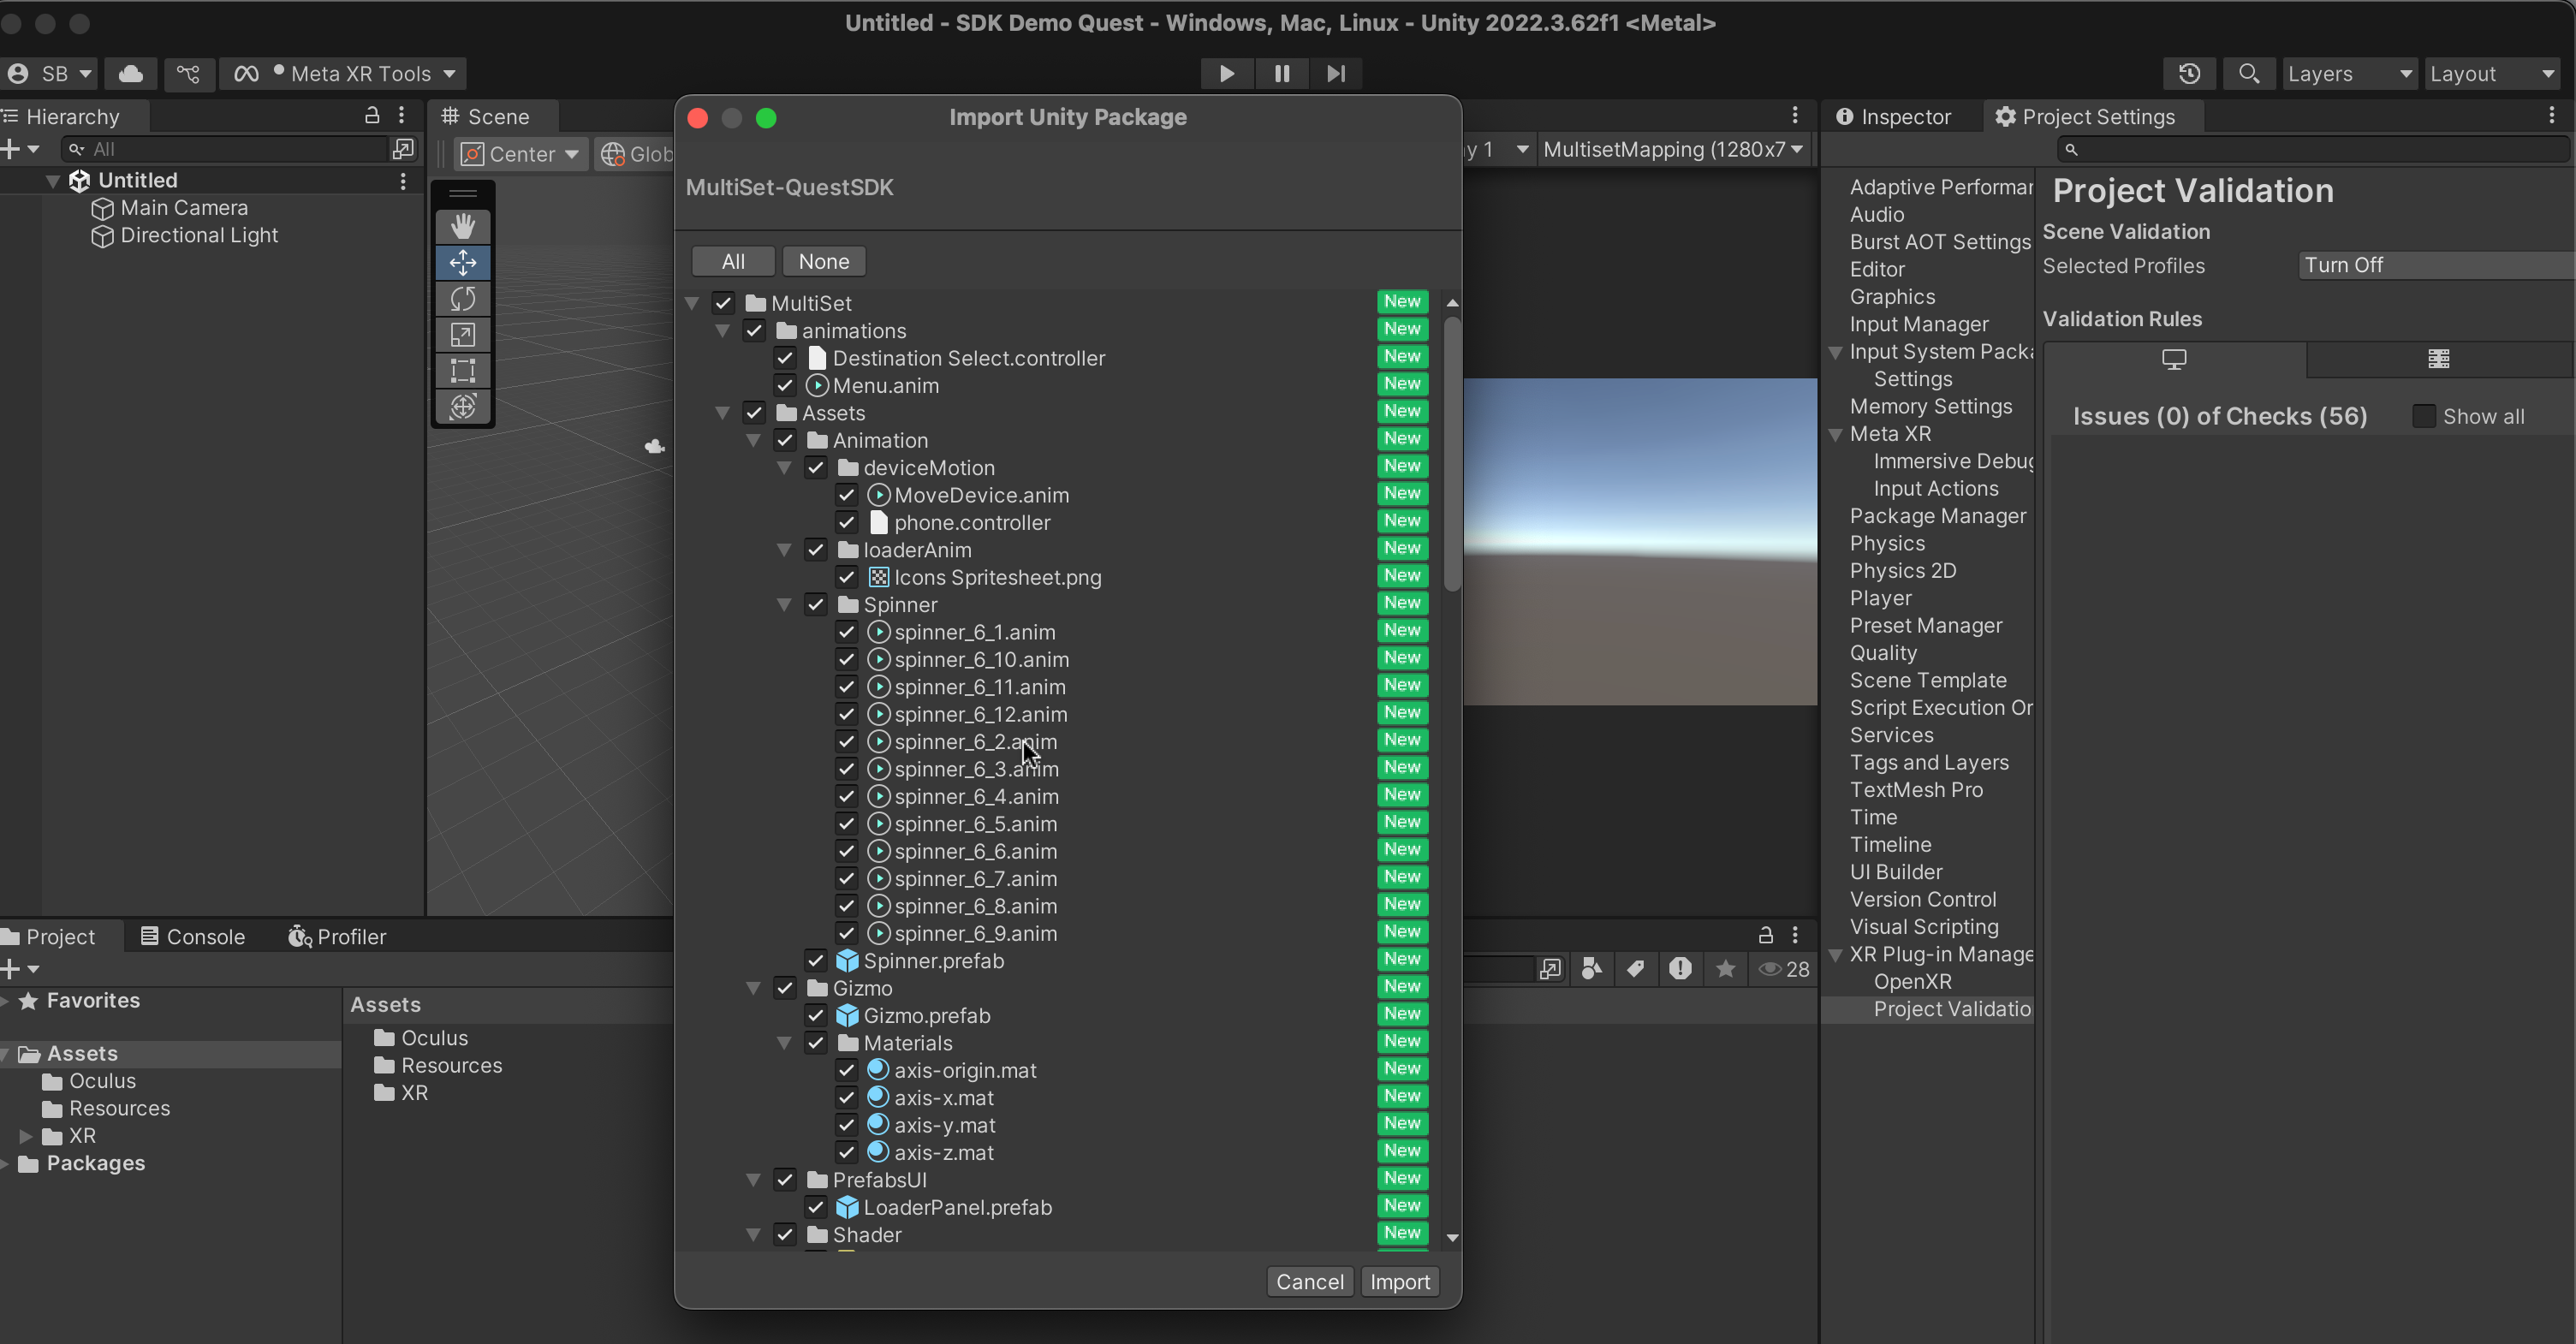 Untitled - SDK Demo Quest - Windows, Mac, Linux - Unity 2022.3.62f1 <Metal>
SB
Meta XR Tools
Layers
Layout
Hierarchy
All
Untitled
Main Camera
Directional Light
Scene
Center
Glob
Import Unity Package
MultiSet-QuestSDK
All None
MultiSet New
animations New
Destination Select.controller New
Menu.anim New
Assets New
Animation New
deviceMotion New
MoveDevice.anim New
phone.controller New
loaderAnim New
Icons Spritesheet.png New
Spinner New
spinner_6_1.anim New
spinner_6_10.anim New
spinner_6_11.anim New
spinner_6_12.anim New
spinner_6_2.anim New
spinner_6_3.anim New
spinner_6_4.anim New
spinner_6_5.anim New
spinner_6_6.anim New
spinner_6_7.anim New
spinner_6_8.anim New
spinner_6_9.anim New
Spinner.prefab New
Gizmo New
Gizmo.prefab New
Materials New
axis-origin.mat New
axis-x.mat New
axis-y.mat New
axis-z.mat New
PrefabsUI New
LoaderPanel.prefab New
Shader New
Cancel Import
y 1
MultisetMapping (1280x7
Inspector
Project Settings
Adaptive Performar
Audio
Burst AOT Settings
Editor
Graphics
Input Manager
Input System Packa
Settings
Memory Settings
Meta XR
Immersive Debug
Input Actions
Package Manager
Physics
Physics 2D
Player
Preset Manager
Quality
Scene Template
Script Execution Or
Services
Tags and Layers
TextMesh Pro
Time
Timeline
UI Builder
Version Control
Visual Scripting
XR Plug-in Manage
OpenXR
Project Validatio
Project Validation
Scene Validation
Selected Profiles Turn Off
Validation Rules
Issues (0) of Checks (56) Show all
Project
Console
Profiler
28
Favorites
Assets
Oculus
Resources
XR
Packages
Assets
Oculus
Resources
XR